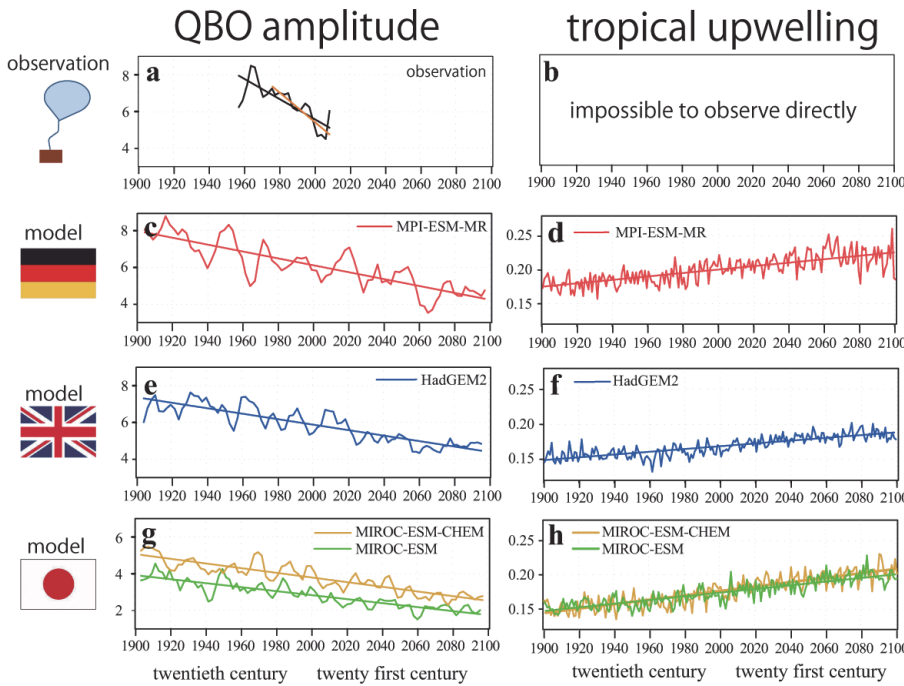 QBO amplitude
tropical upwelling
observation
a
observation
8
6
4
1900 1920 1940 1960 1980 2000 2020 2040 2060 2080 2100
b
impossible to observe directly
1900 1920 1940 1960 1980 2000 2020 2040 2060 2080 2100
model
c
MPI-ESM-MR
8
6
4
1900 1920 1940 1960 1980 2000 2020 2040 2060 2080 2100
d
MPI-ESM-MR
0.25
0.20
0.15
1900 1920 1940 1960 1980 2000 2020 2040 2060 2080 2100
model
e
HadGEM2
8
6
4
1900 1920 1940 1960 1980 2000 2020 2040 2060 2080 2100
f
HadGEM2
0.25
0.20
0.15
1900 1920 1940 1960 1980 2000 2020 2040 2060 2080 2100
model
g
MIROC-ESM-CHEM
MIROC-ESM
6
4
2
1900 1920 1940 1960 1980 2000 2020 2040 2060 2080 2100
twentieth century
twenty first century
h
MIROC-ESM-CHEM
MIROC-ESM
0.25
0.20
0.15
1900 1920 1940 1960 1980 2000 2020 2040 2060 2080 2100
twentieth century
twenty first century